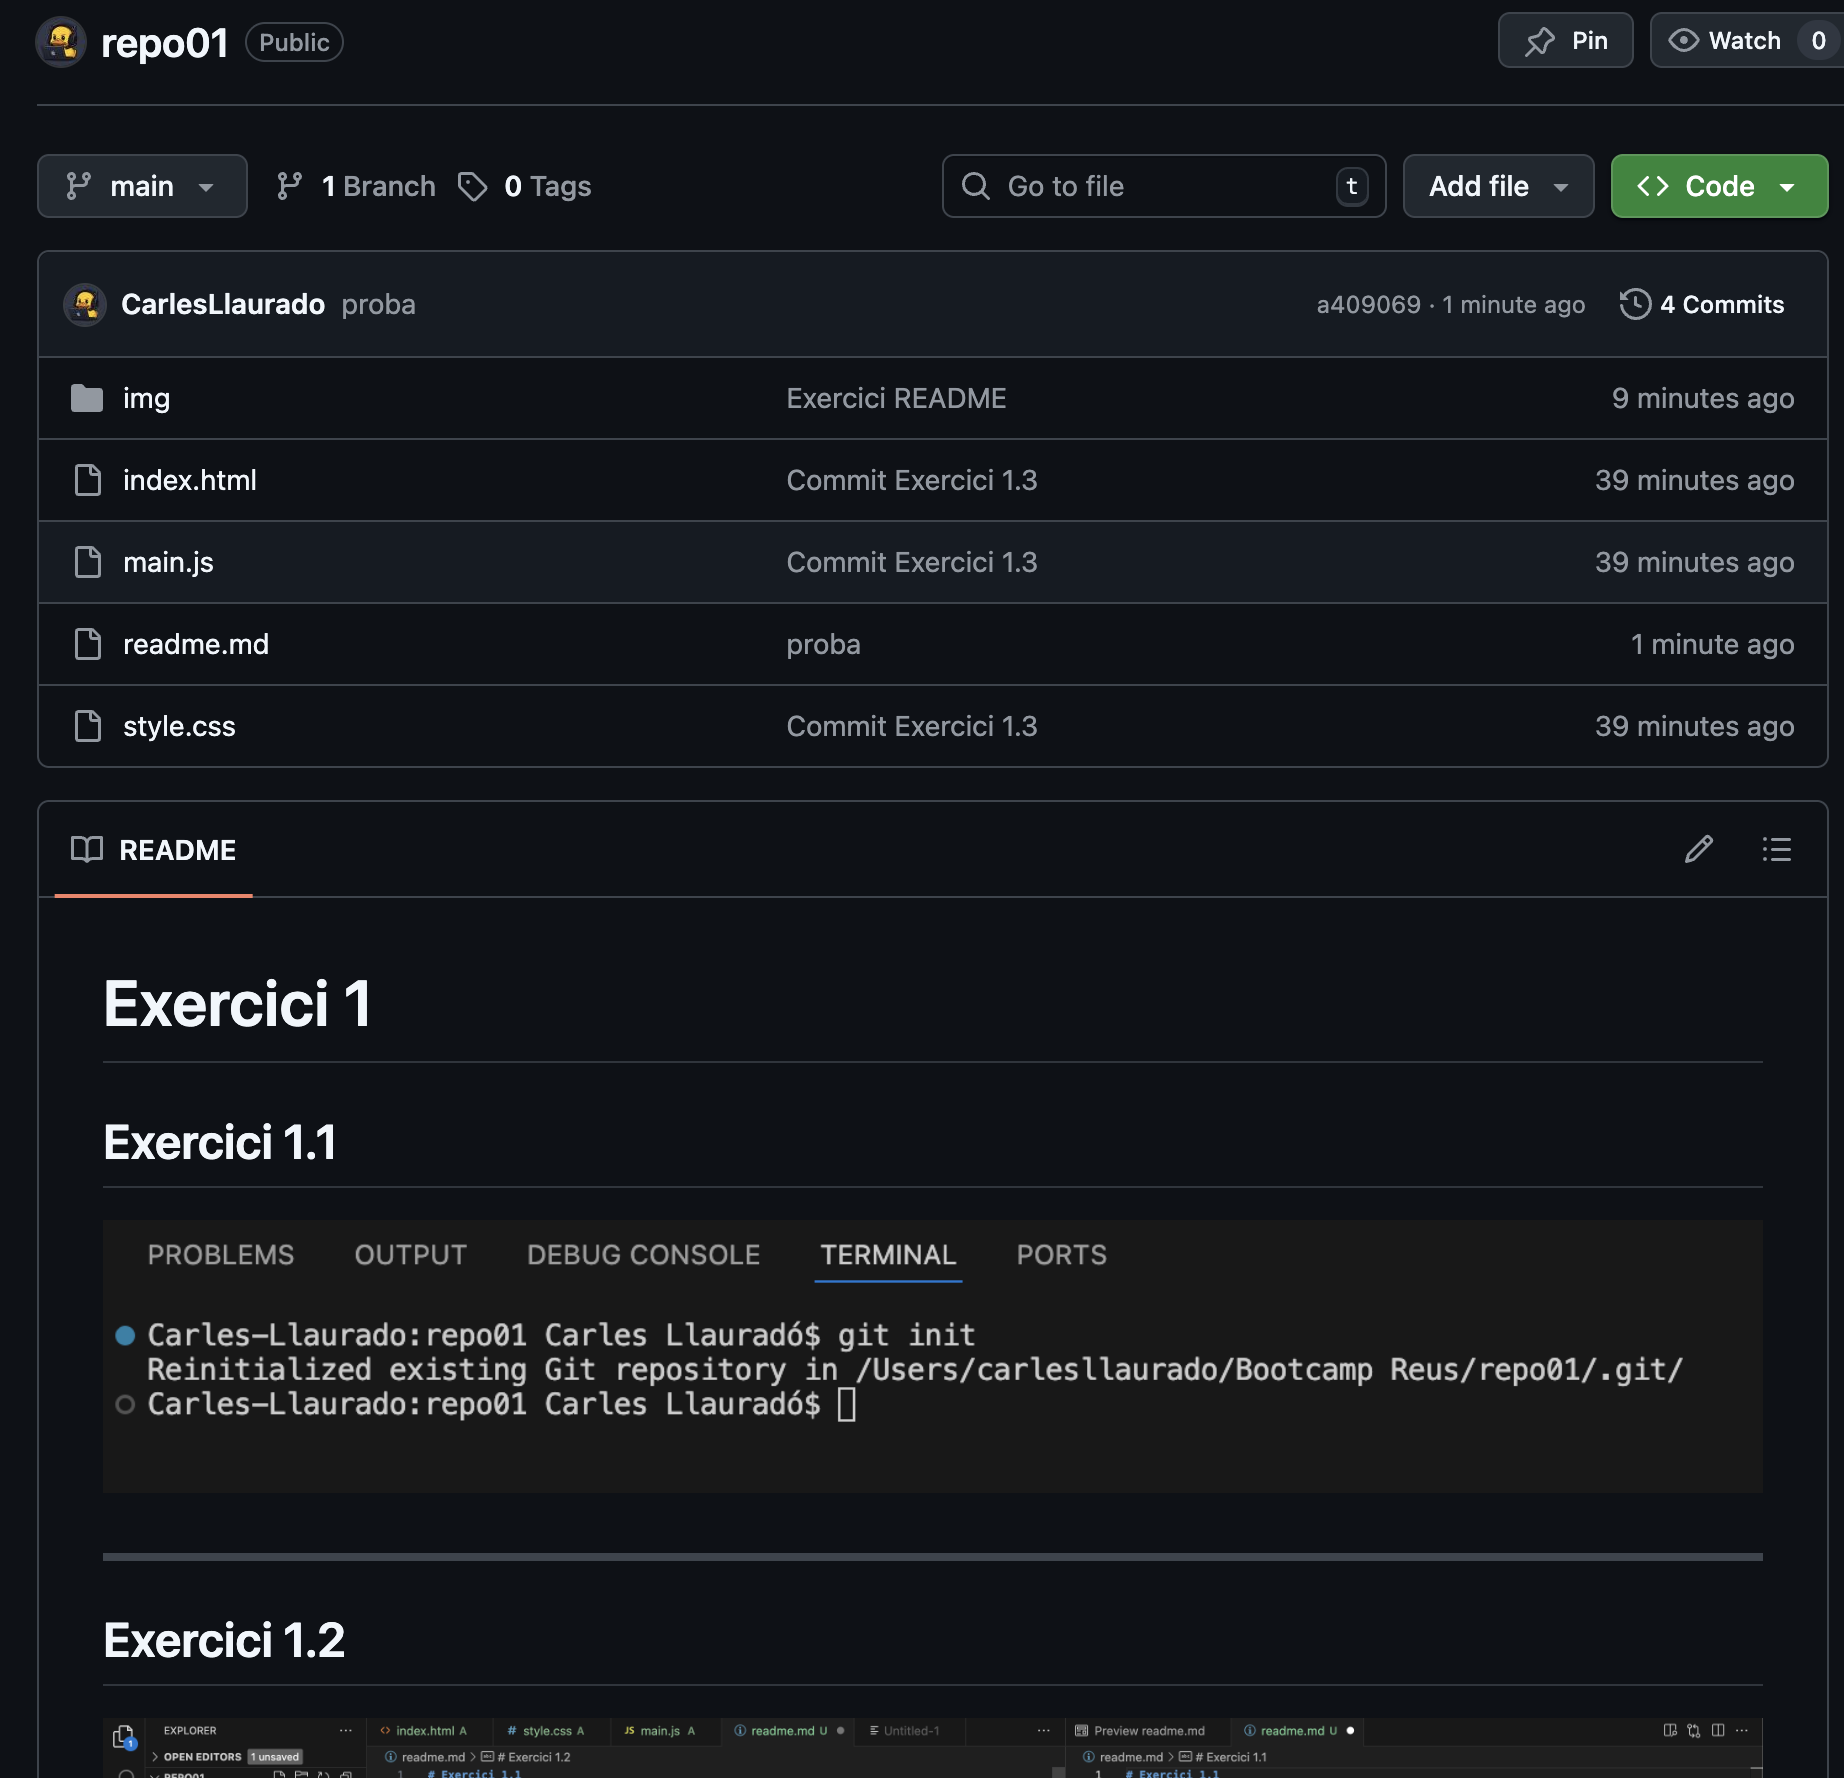 repo01 Public Pin Watch 0
main 1 Branch 0 Tags Go to file t Add file Code
CarlesLlaurado proba a409069 · 1 minute ago 4 Commits
img Exercici README 9 minutes ago
index.html Commit Exercici 1.3 39 minutes ago
main.js Commit Exercici 1.3 39 minutes ago
readme.md proba 1 minute ago
style.css Commit Exercici 1.3 39 minutes ago
README
Exercici 1
Exercici 1.1
PROBLEMS OUTPUT DEBUG CONSOLE TERMINAL PORTS
Carles-Llaurado:repo01 Carles Llauradó$ git init
Reinitialized existing Git repository in /Users/carlesllaurado/Bootcamp Reus/repo01/.git/
Carles-Llaurado:repo01 Carles Llauradó$
Exercici 1.2
1 EXPLORER ... <> index.html A # style.css A JS main.js A readme.md U Untitled-1 ... Preview readme.md readme.md U ...
> OPEN EDITORS 1 unsaved readme.md > # Exercici 1.2 readme.md > # Exercici 1.1
REPO01 1 # Exercici 1.1 1 # Exercici 1.1